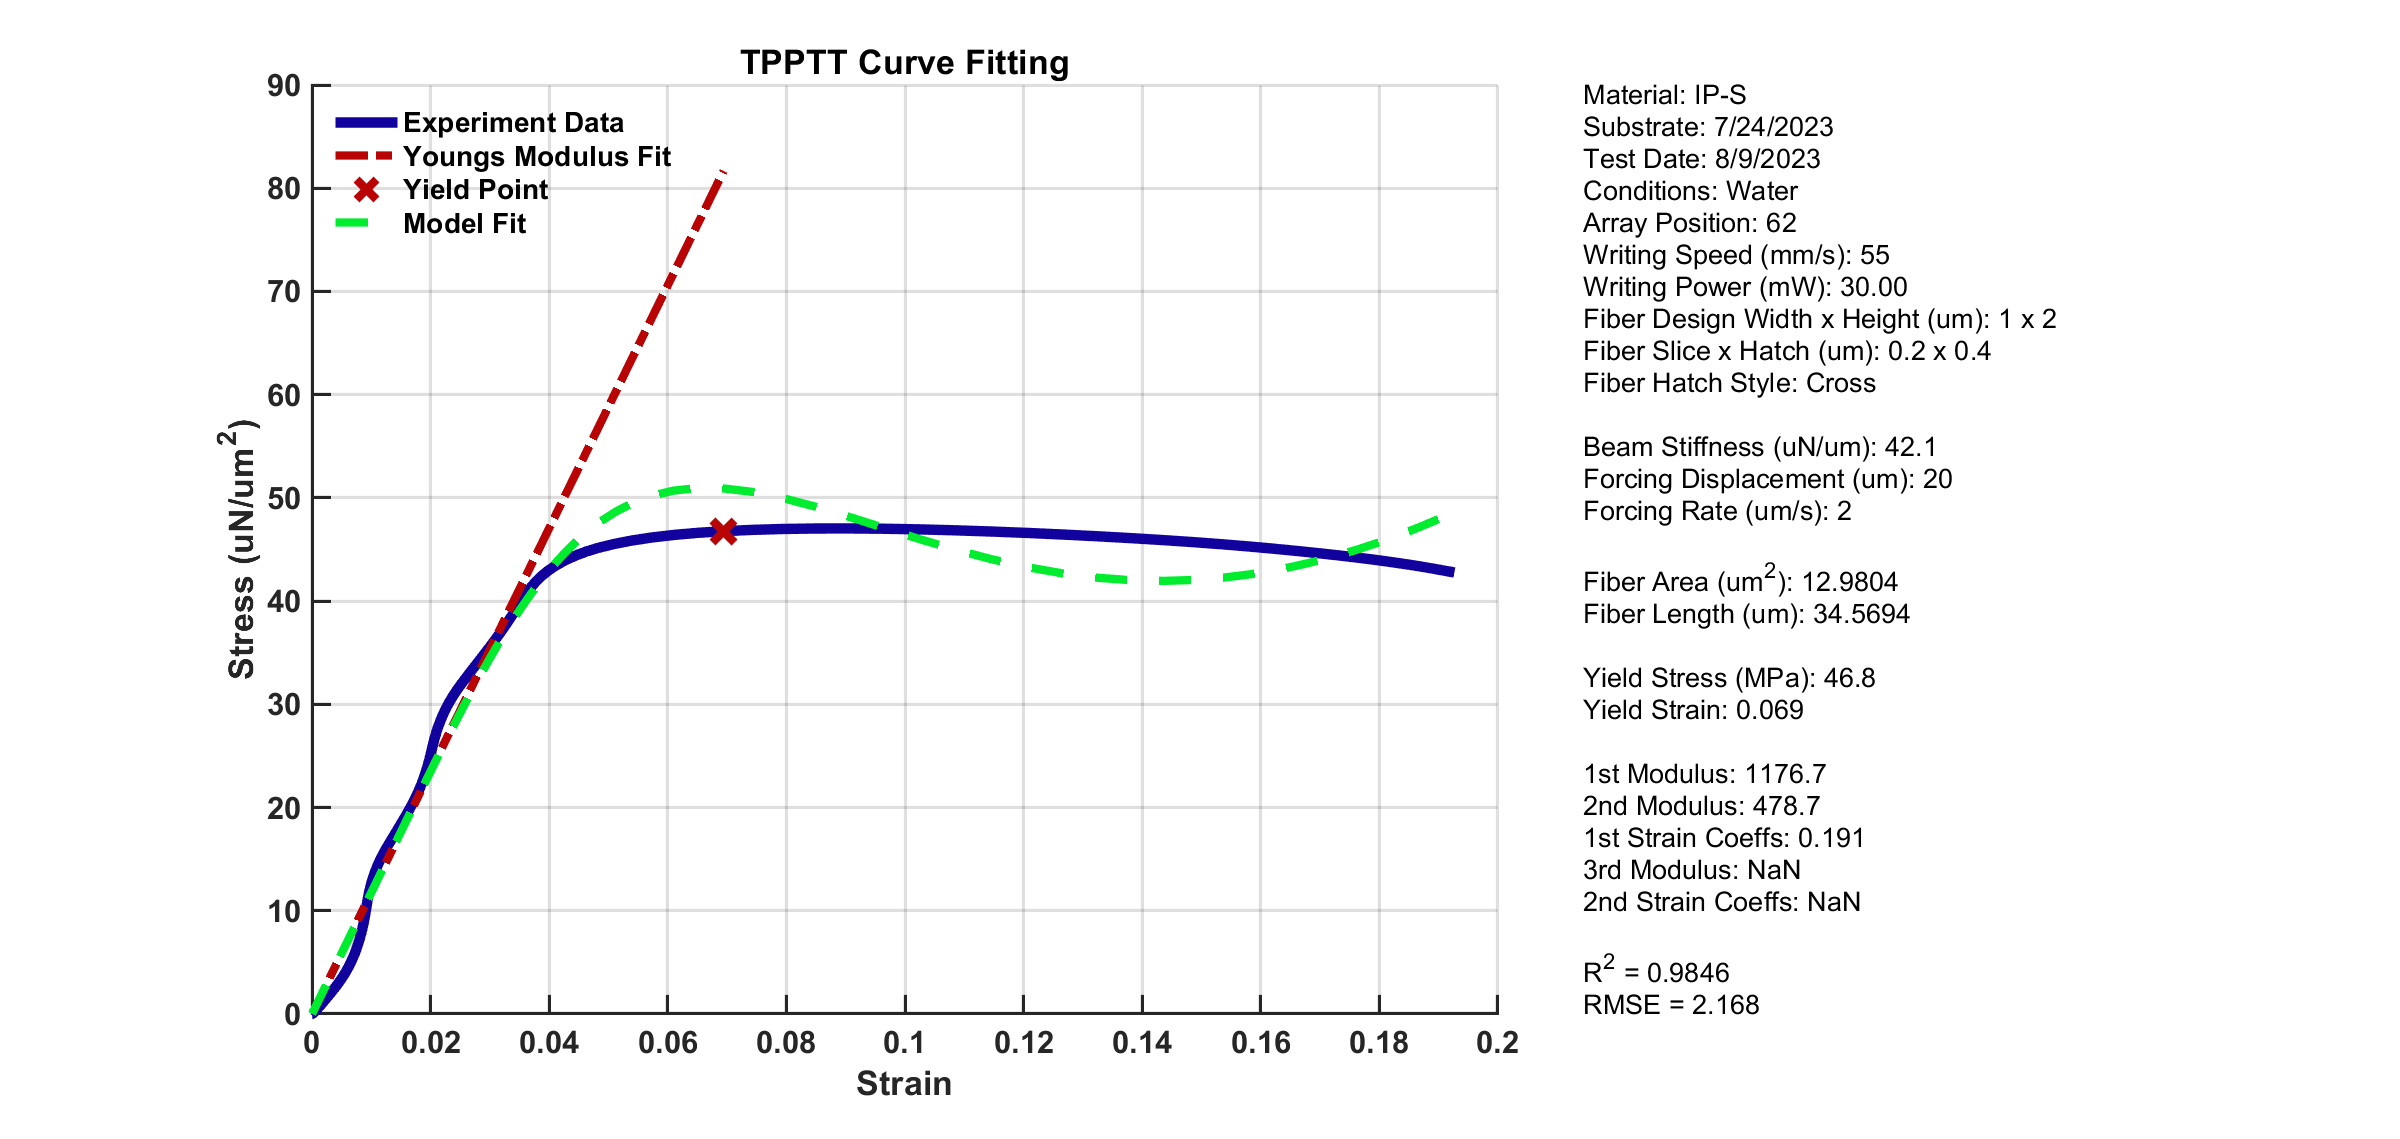 TPPTT Curve Fitting
90
80
70
60
50
40
30
20
10
0
Stress (uN/um²)
Experiment Data
Youngs Modulus Fit
Yield Point
Model Fit
0 0.02 0.04 0.06 0.08 0.1 0.12 0.14 0.16 0.18 0.2
Strain
Material: IP-S
Substrate: 7/24/2023
Test Date: 8/9/2023
Conditions: Water
Array Position: 62
Writing Speed (mm/s): 55
Writing Power (mW): 30.00
Fiber Design Width x Height (um): 1 x 2
Fiber Slice x Hatch (um): 0.2 x 0.4
Fiber Hatch Style: Cross
Beam Stiffness (uN/um): 42.1
Forcing Displacement (um): 20
Forcing Rate (um/s): 2
Fiber Area (um²): 12.9804
Fiber Length (um): 34.5694
Yield Stress (MPa): 46.8
Yield Strain: 0.069
1st Modulus: 1176.7
2nd Modulus: 478.7
1st Strain Coeffs: 0.191
3rd Modulus: NaN
2nd Strain Coeffs: NaN
R² = 0.9846
RMSE = 2.168